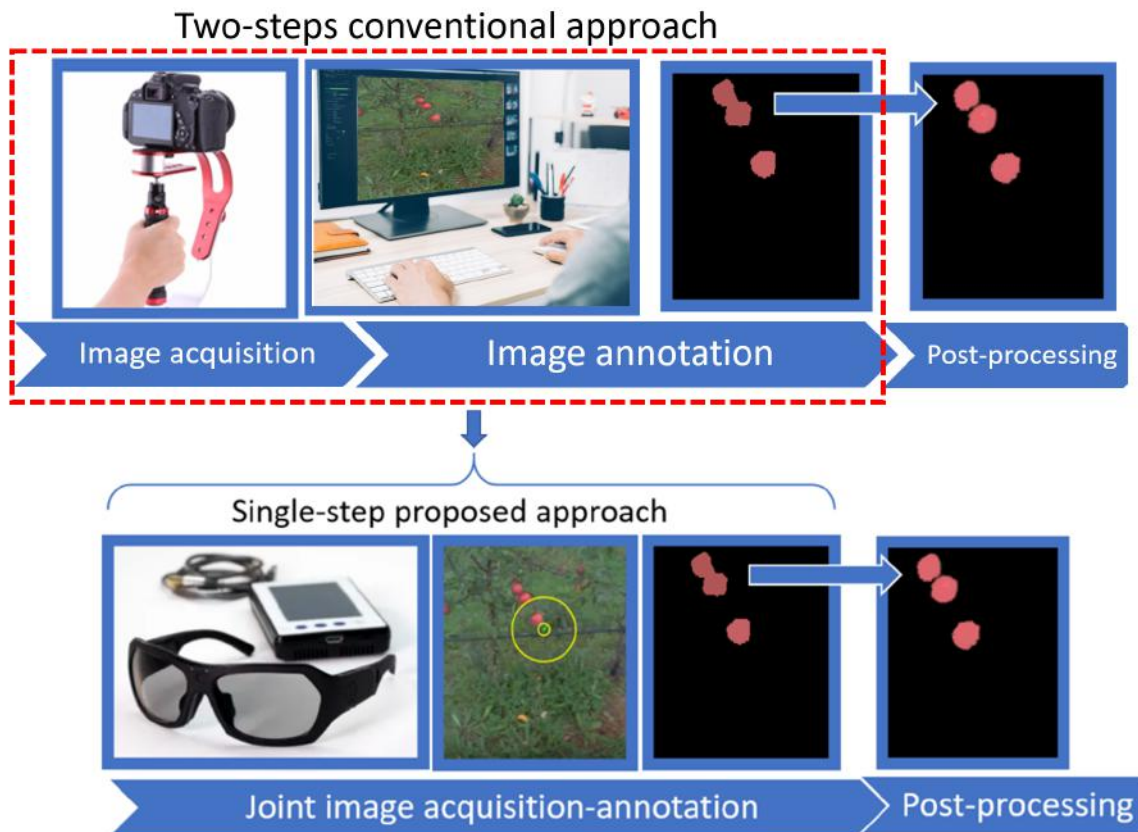 Two-steps conventional approach
Image acquisition
Image annotation
Post-processing
Single-step proposed approach
Joint image acquisition-annotation
Post-processing